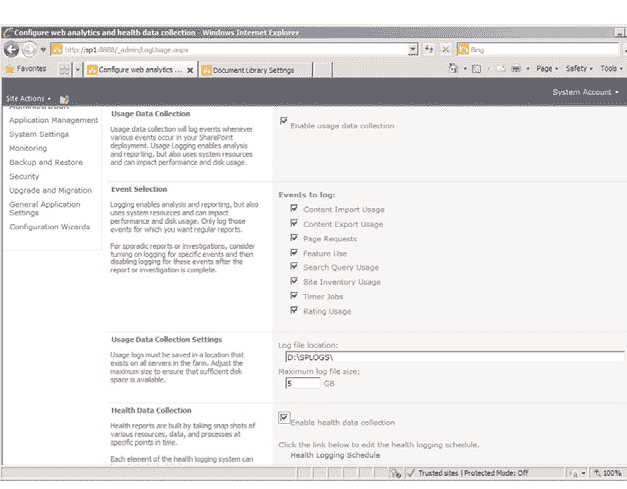 Configure web analytics and health data collection - Windows Internet Explorer
http://sp1:8888/_admin/LogUsage.aspx
Bing
Favorites
Configure web analytics ...
Document Library Settings
Page
Safety
Tools
Site Actions
System Account
Administration
Application Management
System Settings
Monitoring
Backup and Restore
Security
Upgrade and Migration
General Application
Settings
Configuration Wizards
Usage Data Collection
Usage data collection will log events whenever
various events occur in your SharePoint
deployment. Usage Logging enables analysis
and reporting, but also uses system resources
and can impact performance and disk usage.
Enable usage data collection
Event Selection
Logging enables analysis and reporting, but also
uses system resources and can impact
performance and disk usage. Only log those
events for which you want regular reports.
For sporadic reports or investigations, consider
turning on logging for specific events and then
disabling logging for these events after the
report or investigation is complete.
Events to log:
Content Import Usage
Content Export Usage
Page Requests
Feature Use
Search Query Usage
Site Inventory Usage
Timer Jobs
Rating Usage
Usage Data Collection Settings
Usage logs must be saved in a location that
exists on all servers in the farm. Adjust the
maximum size to ensure that sufficient disk
space is available.
Log file location:
D:\SPLOGS\
Maximum log file size:
5 GB
Health Data Collection
Health reports are built by taking snap shots of
various resources, data, and processes at
specific points in time.
Each element of the health logging system can
Enable health data collection
Click the link below to edit the health logging schedule.
Health Logging Schedule
Trusted sites | Protected Mode: Off
100%